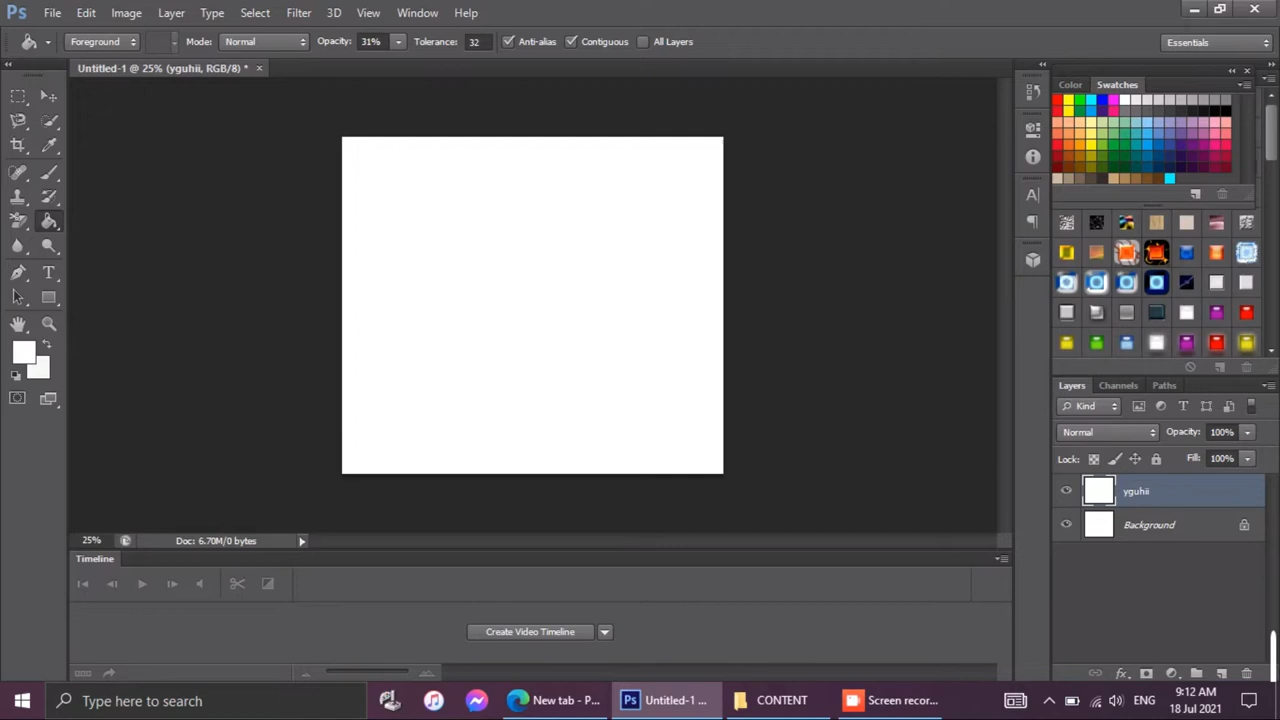 Ps File Edit Image Layer Type Select Filter 3D View Window Help
Foreground Mode: Normal Opacity: 31% Tolerance: 32 Anti-alias Contiguous All Layers Essentials
Untitled-1 @ 25% (yguhii, RGB/8) *
Color Swatches
Layers Channels Paths
Kind
Normal Opacity: 100%
Lock: Fill: 100%
yguhii
Background
25% Doc: 6.70M/0 bytes
Timeline
Create Video Timeline
Type here to search New tab - P... Ps Untitled-1 ... CONTENT Screen recor... ENG 9:12 AM
18 Jul 2021